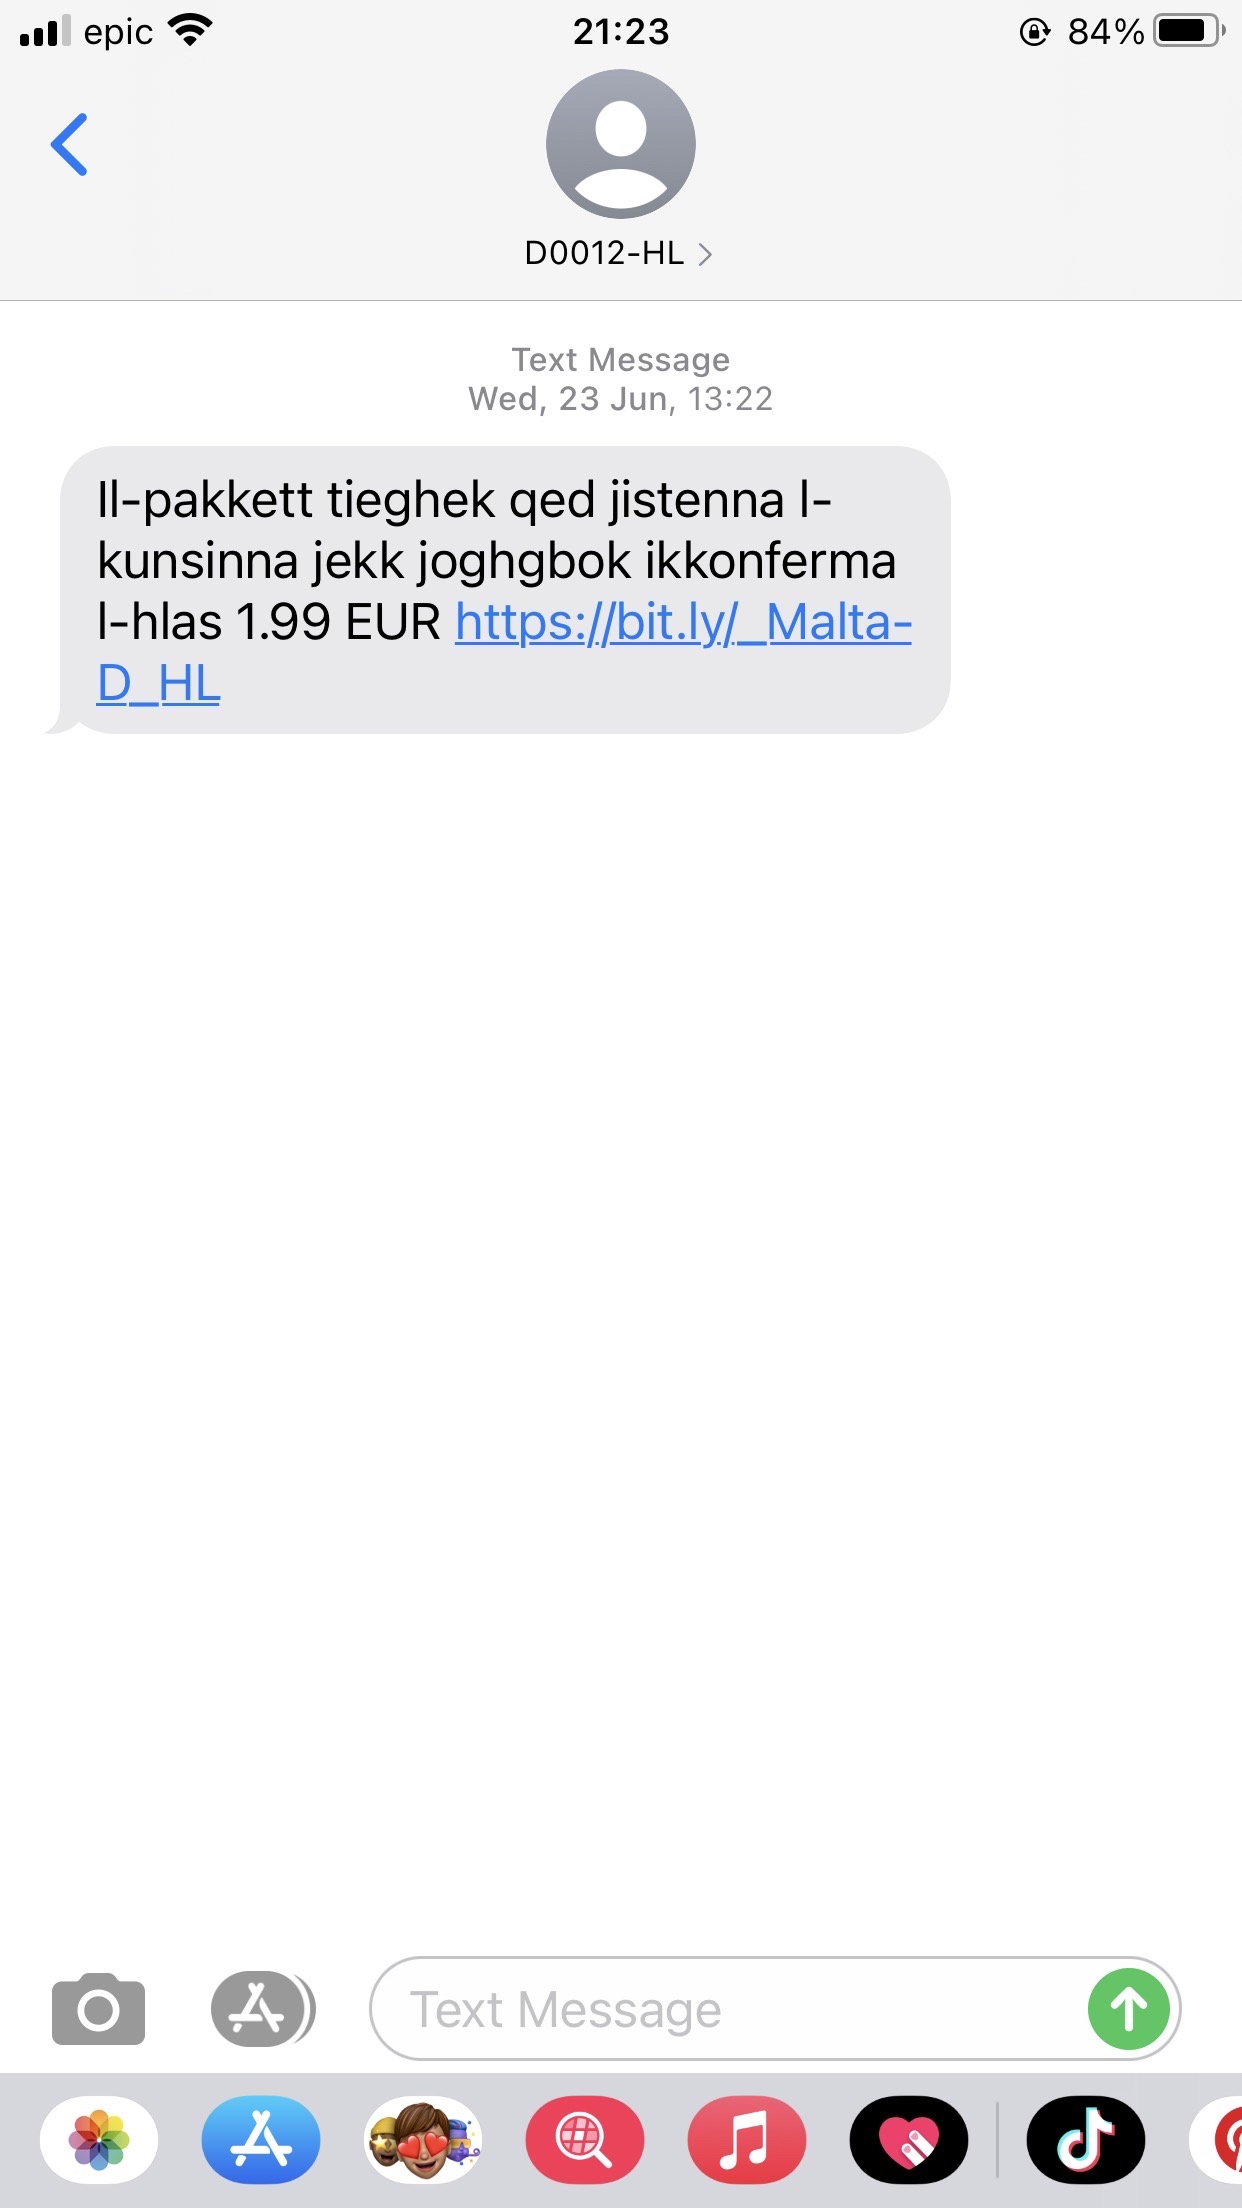 epic 21:23 84%
D0012-HL
Text Message
Wed, 23 Jun, 13:22
Il-pakkett tieghek qed jistenna l-
kunsinna jekk joghgbok ikkonferma
l-hlas 1.99 EUR https://bit.ly/_Malta-
D_HL
Text Message